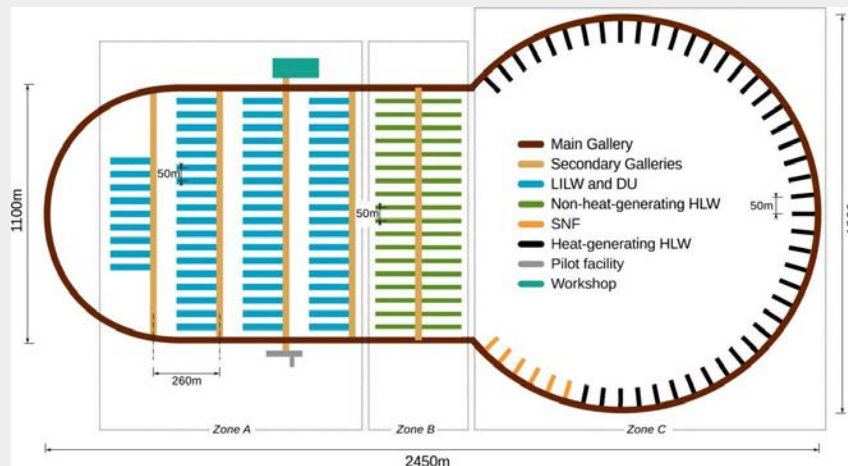 Main Gallery
Secondary Galleries
LILW and DU
Non-heat-generating HLW
SNF
Heat-generating HLW
Pilot facility
Workshop
1100m
50m
50m
50m
260m
Zone A
Zone B
Zone C
2450m